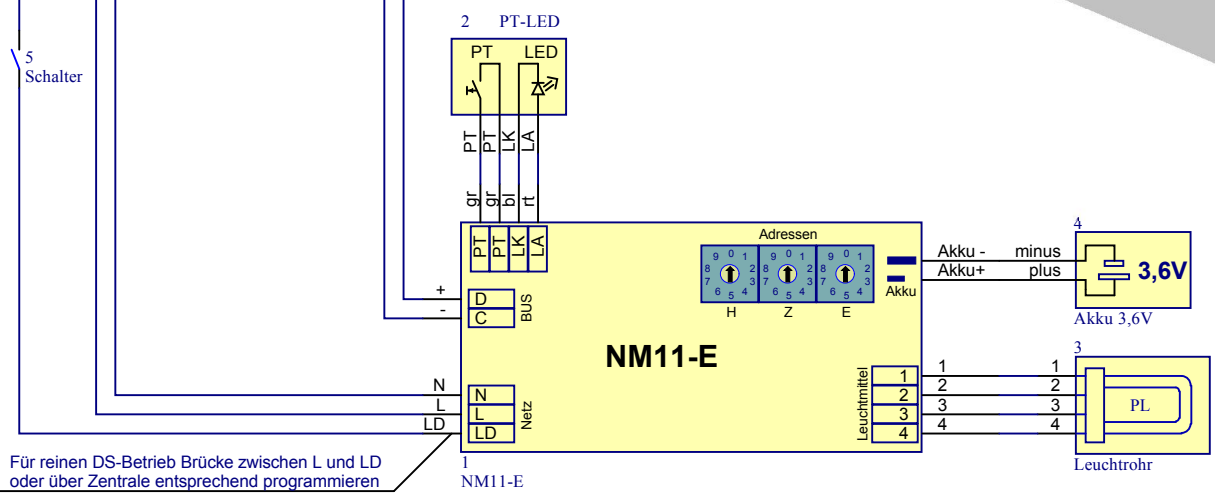 5
Schalter
2 PT-LED
PT LED
PT PT LK LA
gr gr bl rt
PT PT LK LA
Adressen
9 0 1 2 3 4 5 6 7 8
9 0 1 2 3 4 5 6 7 8
9 0 1 2 3 4 5 6 7 8
H Z E
Akku
Akku - minus
Akku+ plus
4
3,6V
Akku 3,6V
+ D
- C
BUS
NM11-E
N N
L L
LD LD
Netz
Leuchtmittel
1 1 1
2 2 2
3 3 3
4 4 4
3
PL
Leuchtrohr
1
NM11-E
Für reinen DS-Betrieb Brücke zwischen L und LD
oder über Zentrale entsprechend programmieren